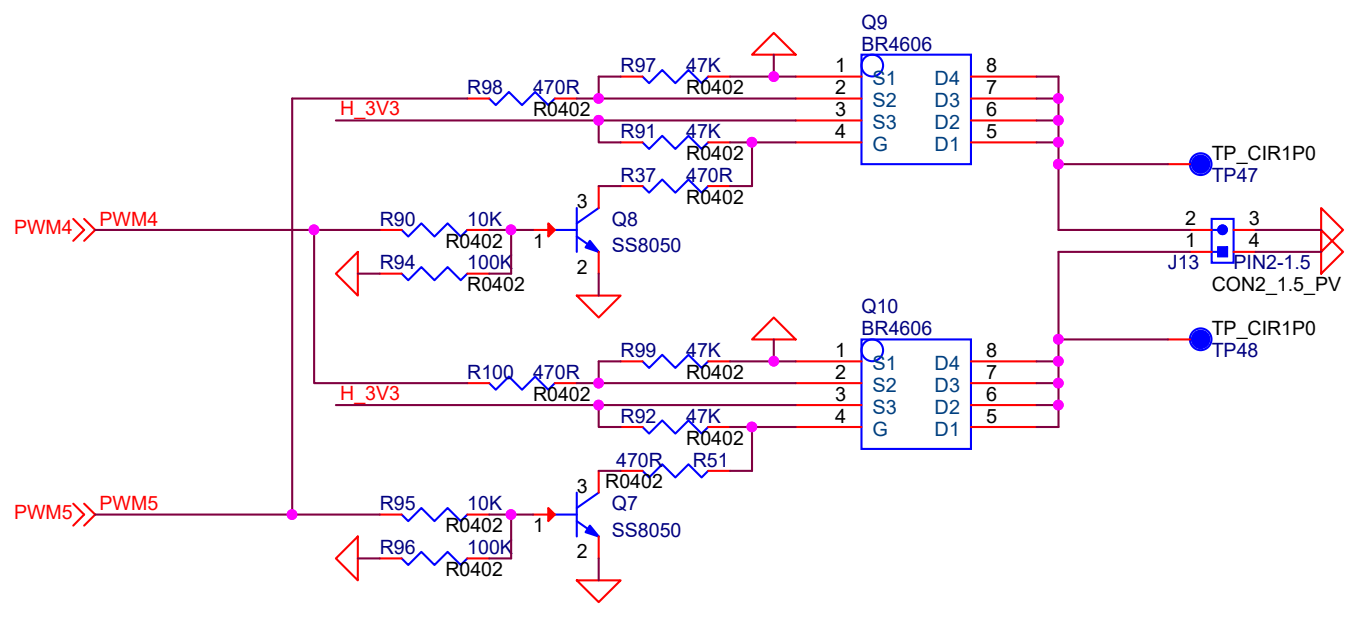 Q9
BR4606
R97 47K
R0402
1 S1 D4 8
R98 470R
R0402
2 S2 D3 7
H_3V3
3 S3 D2 6
R91 47K
R0402
4 G D1 5
TP_CIR1P0
TP47
R37 470R
R0402
PWM4 PWM4
R90 10K
R0402
3
Q8
1
SS8050
2
R94 100K
R0402
2 3
1 4
J13 PIN2-1.5
CON2_1.5_PV
Q10
BR4606
TP_CIR1P0
TP48
R99 47K
R0402
1 S1 D4 8
R100 470R
R0402
2 S2 D3 7
H_3V3
3 S3 D2 6
R92 47K
R0402
4 G D1 5
470R R51
R0402
PWM5 PWM5
R95 10K
R0402
3
Q7
1
SS8050
2
R96 100K
R0402